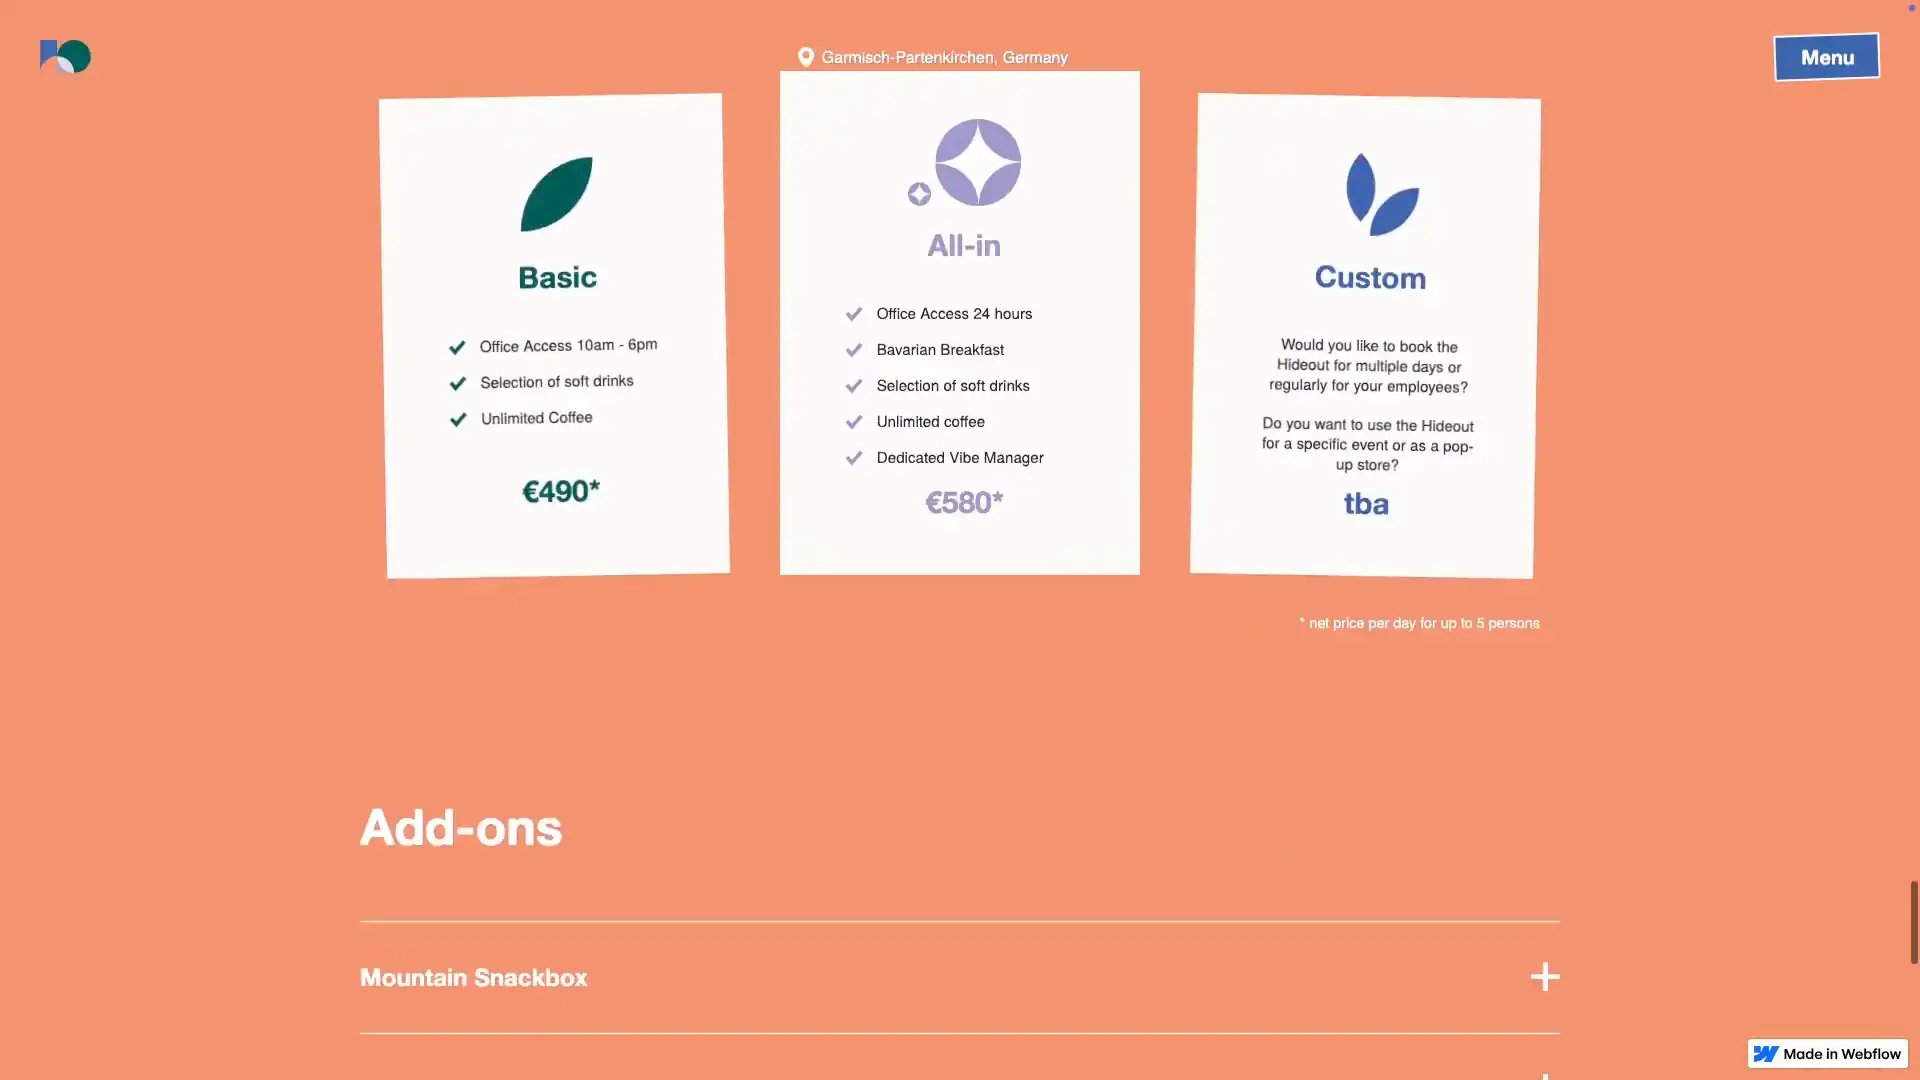 Garmisch-Partenkirchen, Germany
Menu
Basic
Office Access 10am - 6pm
Selection of soft drinks
Unlimited Coffee
€490*
All-in
Office Access 24 hours
Bavarian Breakfast
Selection of soft drinks
Unlimited coffee
Dedicated Vibe Manager
€580*
Custom
Would you like to book the
Hideout for multiple days or
regularly for your employees?
Do you want to use the Hideout
for a specific event or as a pop-
up store?
tba
* net price per day for up to 5 persons
Add-ons
Mountain Snackbox
Made in Webflow